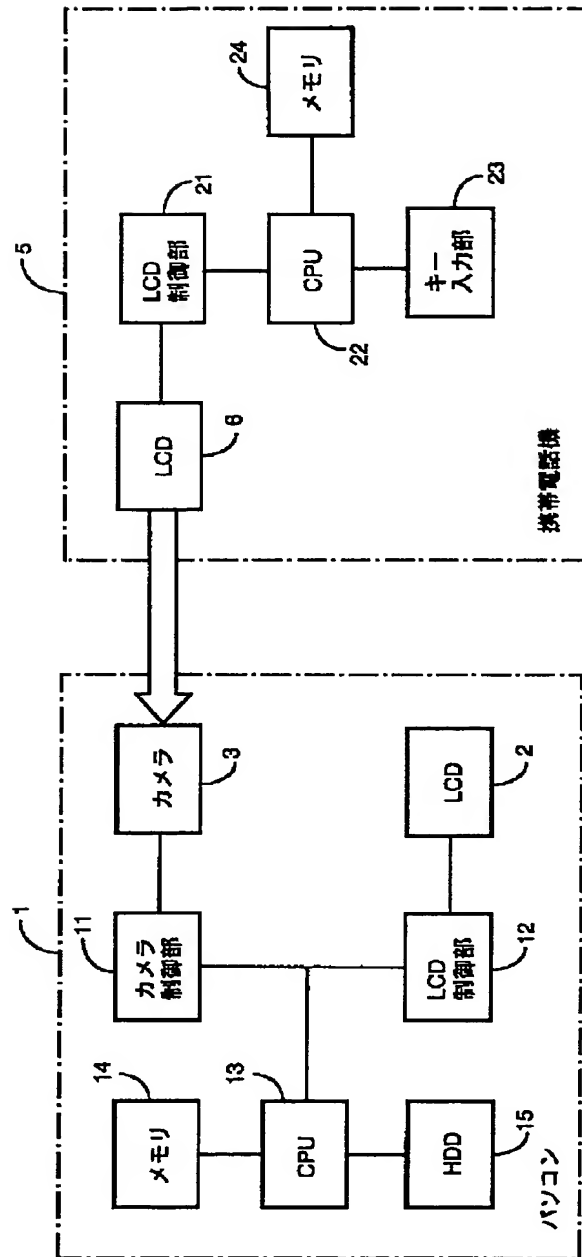 1
11
カメラ
制御部
カメラ
3
14
メモリ
13
CPU
HDD
15
LCD
制御部
12
LCD
2
パソコン
5
LCD
6
LCD
制御部
21
CPU
22
メモリ
24
キー
入力部
23
携帯電話機